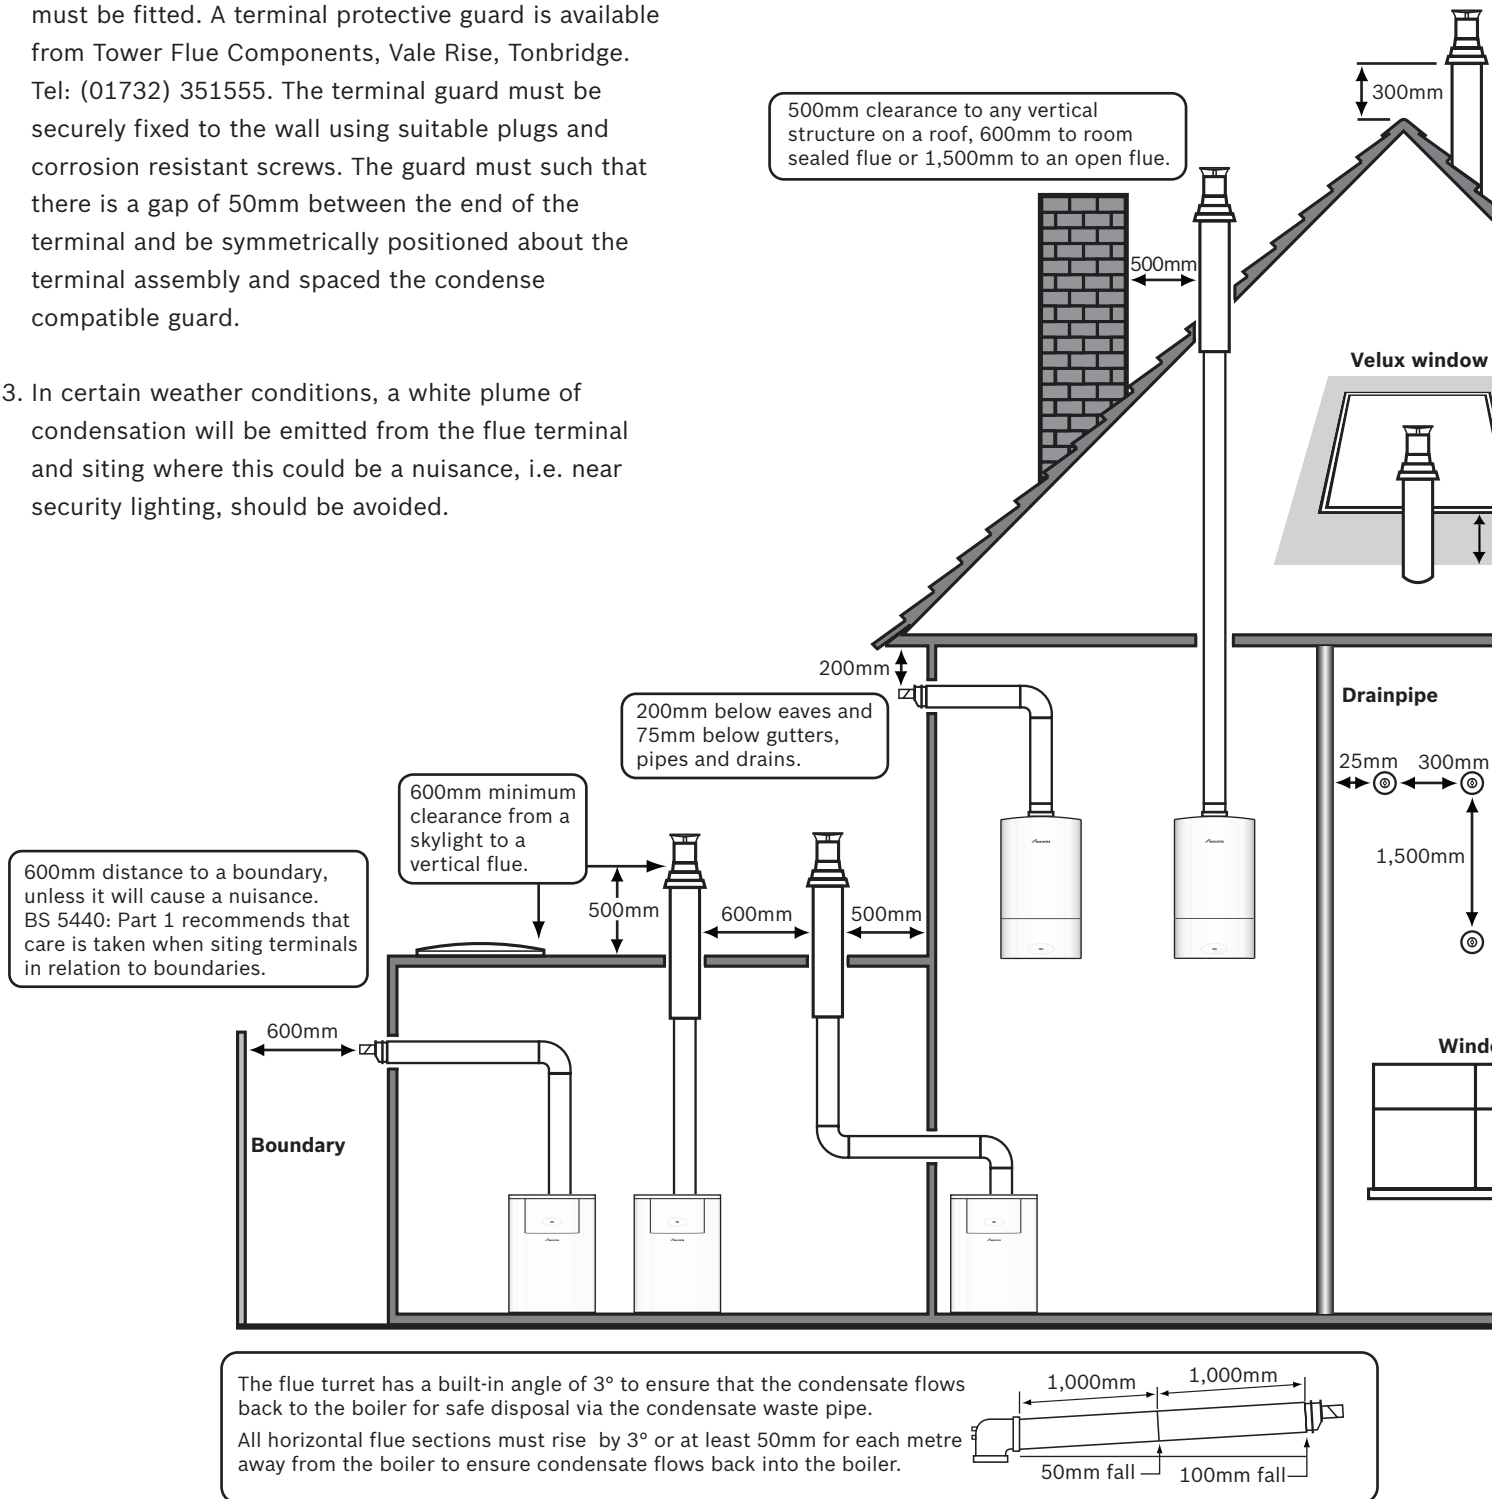 must be fitted. A terminal protective guard is available
from Tower Flue Components, Vale Rise, Tonbridge.
Tel: (01732) 351555. The terminal guard must be
securely fixed to the wall using suitable plugs and
corrosion resistant screws. The guard must such that
there is a gap of 50mm between the end of the
terminal and be symmetrically positioned about the
terminal assembly and spaced the condense
compatible guard.
3. In certain weather conditions, a white plume of
condensation will be emitted from the flue terminal
and siting where this could be a nuisance, i.e. near
security lighting, should be avoided.
300mm
500mm clearance to any vertical
structure on a roof, 600mm to room
sealed flue or 1,500mm to an open flue.
500mm
Velux window
200mm
200mm below eaves and
75mm below gutters,
pipes and drains.
Drainpipe
25mm 300mm
1,500mm
600mm minimum
clearance from a
skylight to a
vertical flue.
600mm distance to a boundary,
unless it will cause a nuisance.
BS 5440: Part 1 recommends that
care is taken when siting terminals
in relation to boundaries.
500mm
600mm
500mm
600mm
Boundary
The flue turret has a built-in angle of 3° to ensure that the condensate flows
back to the boiler for safe disposal via the condensate waste pipe.
All horizontal flue sections must rise by 3° or at least 50mm for each metre
away from the boiler to ensure condensate flows back into the boiler.
1,000mm
1,000mm
50mm fall
100mm fall